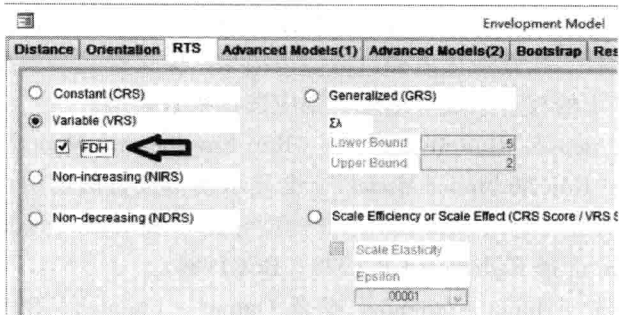 Envelopment Model
Distance Orientation RTS Advanced Models(1) Advanced Models(2) Bootstrap Res
Constant (CRS)
Variable (VRS)
FDH
Non-increasing (NIRS)
Non-decreasing (NDRS)
Generalized (GRS)
Σλ
Lower Bound 5
Upper Bound 2
Scale Efficiency or Scale Effect (CRS Score / VRS S
Scale Elasticity
Epsilon
00001